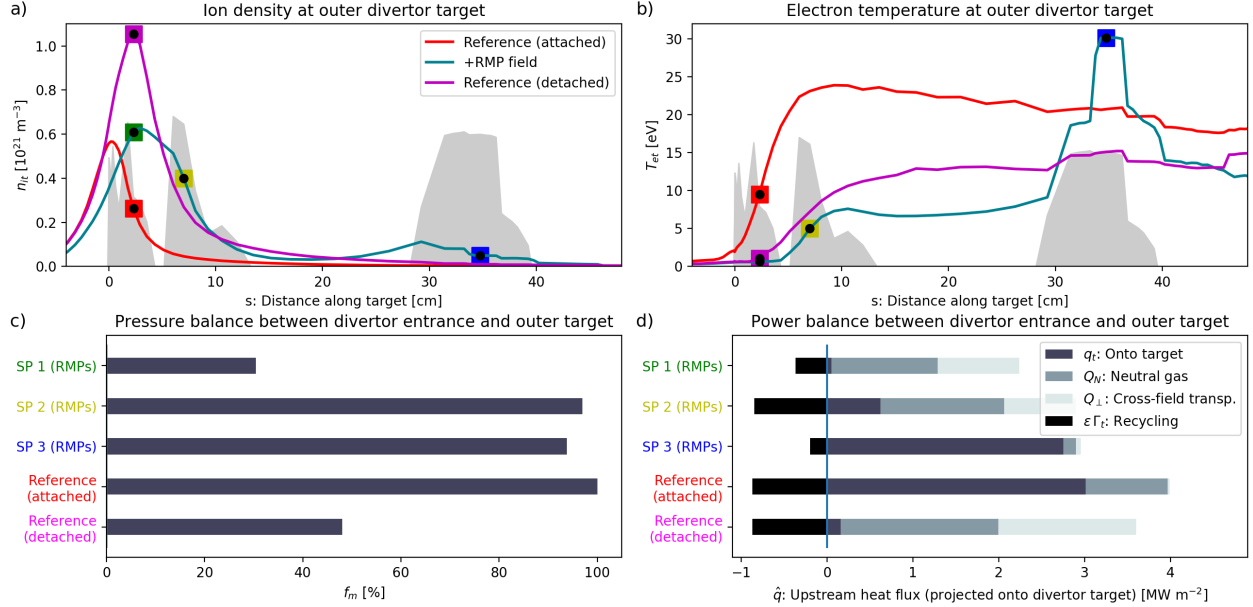 a)
Ion density at outer divertor target
1.0
0.8
0.6
0.4
0.2
0.0
n_it [10^21 m^-3]
Reference (attached)
+RMP field
Reference (detached)
0 10 20 30 40
s: Distance along target [cm]
b)
Electron temperature at outer divertor target
30
25
20
15
10
5
0
T_et [eV]
0 10 20 30 40
s: Distance along target [cm]
c)
Pressure balance between divertor entrance and outer target
SP 1 (RMPs)
SP 2 (RMPs)
SP 3 (RMPs)
Reference
(attached)
Reference
(detached)
0 20 40 60 80 100
f_m [%]
d)
Power balance between divertor entrance and outer target
SP 1 (RMPs)
SP 2 (RMPs)
SP 3 (RMPs)
Reference
(attached)
Reference
(detached)
q_t: Onto target
Q_N: Neutral gas
Q_⊥: Cross-field transp.
ε Γ_t: Recycling
−1 0 1 2 3 4
q̂: Upstream heat flux (projected onto divertor target) [MW m^-2]